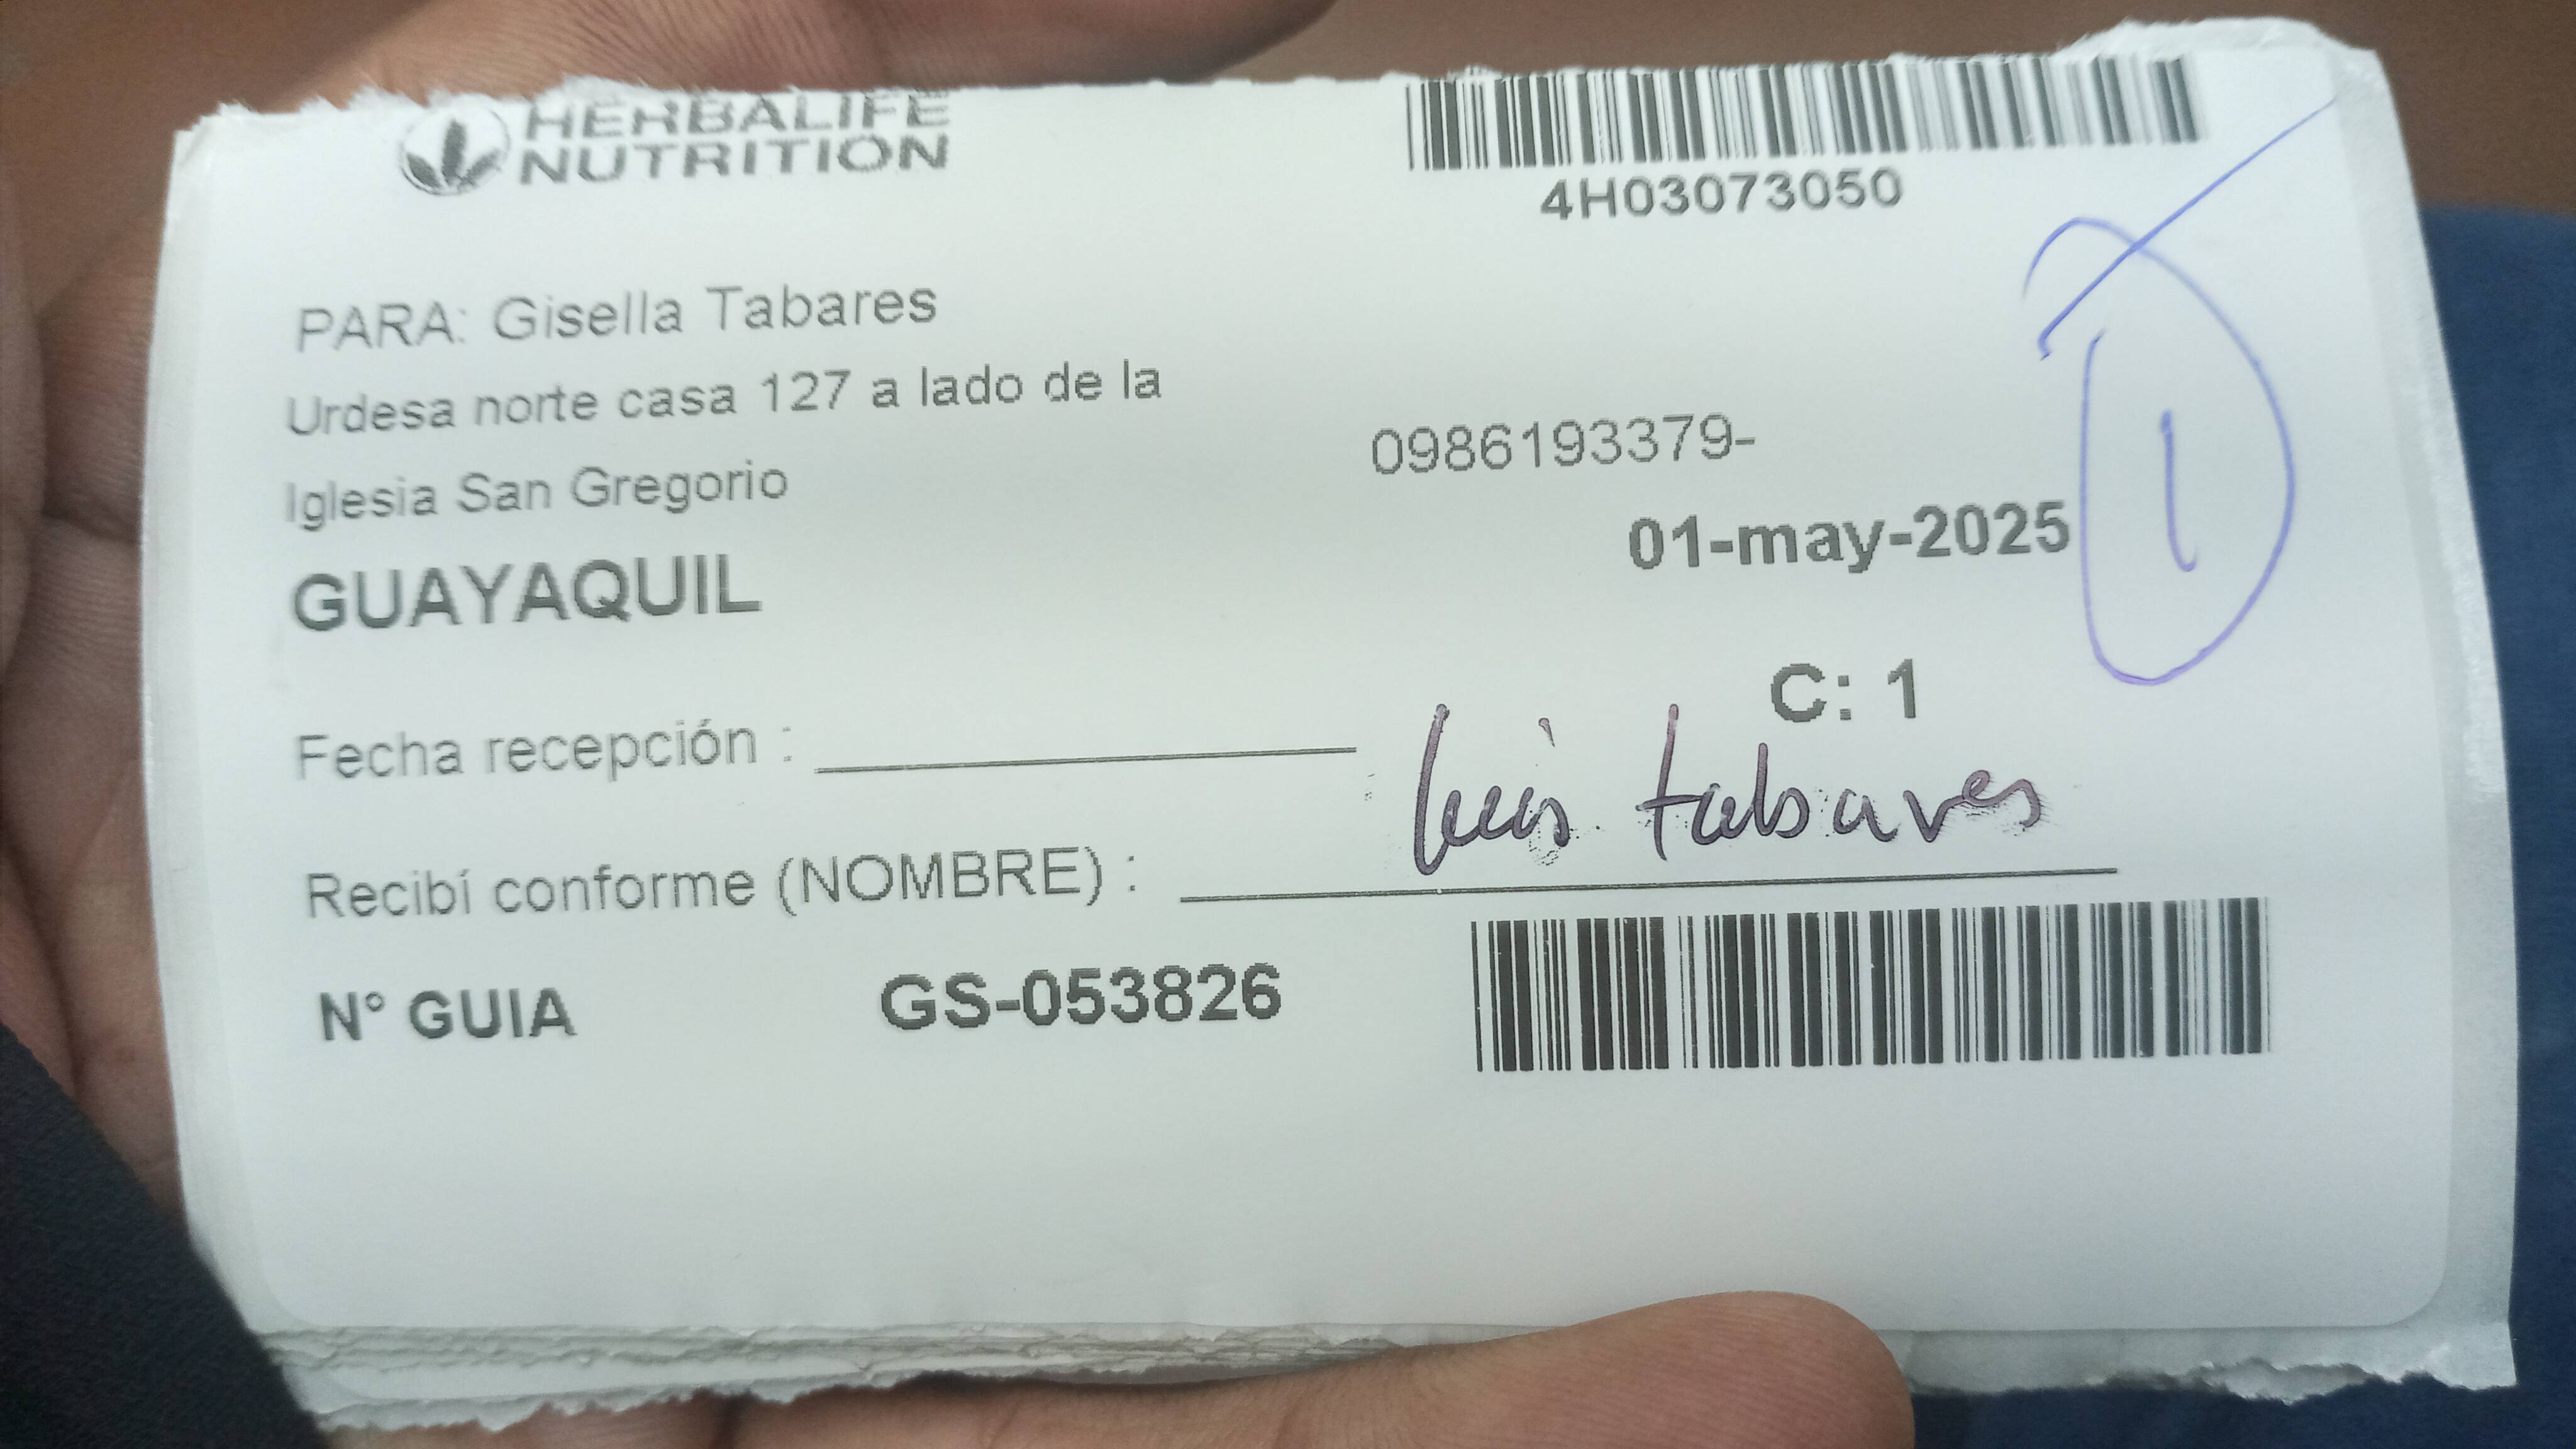 HERBALIFE
NUTRITION
4H03073050
PARA: Gisella Tabares
Urdesa norte casa 127 a lado de la
Iglesia San Gregorio
0986193379-
GUAYAQUIL
01-may-2025
1
C: 1
Fecha recepción :
Recibí conforme (NOMBRE) : luis tabares
N° GUIA GS-053826